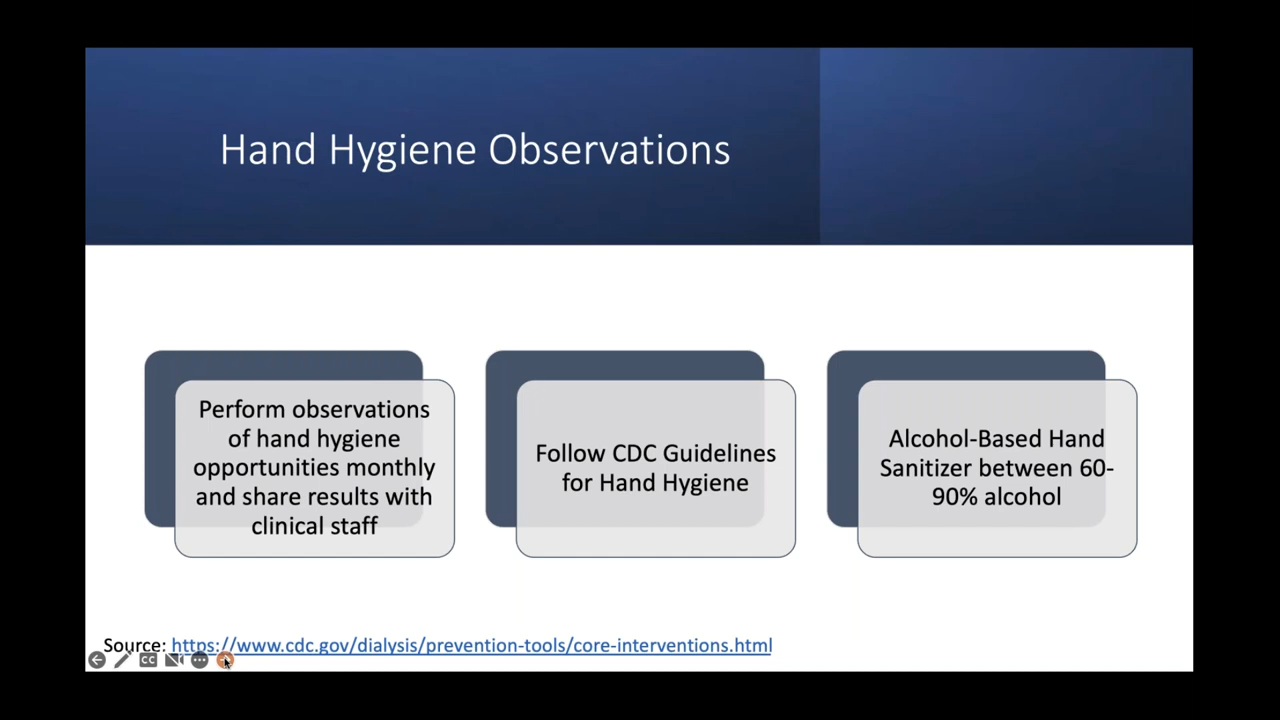 Hand Hygiene Observations
Perform observations
of hand hygiene
opportunities monthly
and share results with
clinical staff
Follow CDC Guidelines
for Hand Hygiene
Alcohol-Based Hand
Sanitizer between 60-
90% alcohol
Source: https://www.cdc.gov/dialysis/prevention-tools/core-interventions.html
CC